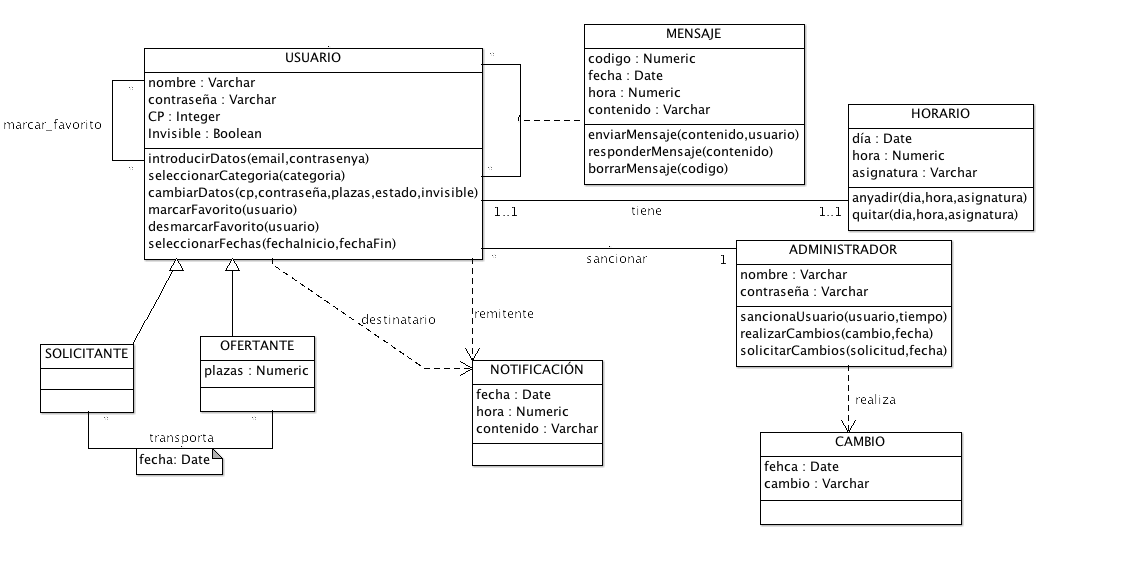 USUARIO
nombre : Varchar
contraseña : Varchar
CP : Integer
Invisible : Boolean
introducirDatos(email,contrasenya)
seleccionarCategoria(categoria)
cambiarDatos(cp,contraseña,plazas,estado,invisible)
marcarFavorito(usuario)
desmarcarFavorito(usuario)
seleccionarFechas(fechaInicio,fechaFin)
marcar_favorito
MENSAJE
codigo : Numeric
fecha : Date
hora : Numeric
contenido : Varchar
enviarMensaje(contenido,usuario)
responderMensaje(contenido)
borrarMensaje(codigo)
HORARIO
día : Date
hora : Numeric
asignatura : Varchar
anyadir(dia,hora,asignatura)
quitar(dia,hora,asignatura)
1..1
tiene
1..1
sancionar
1
ADMINISTRADOR
nombre : Varchar
contraseña : Varchar
sancionaUsuario(usuario,tiempo)
realizarCambios(cambio,fecha)
solicitarCambios(solicitud,fecha)
destinatario
remitente
SOLICITANTE
OFERTANTE
plazas : Numeric
transporta
fecha: Date
NOTIFICACIÓN
fecha : Date
hora : Numeric
contenido : Varchar
realiza
CAMBIO
fehca : Date
cambio : Varchar